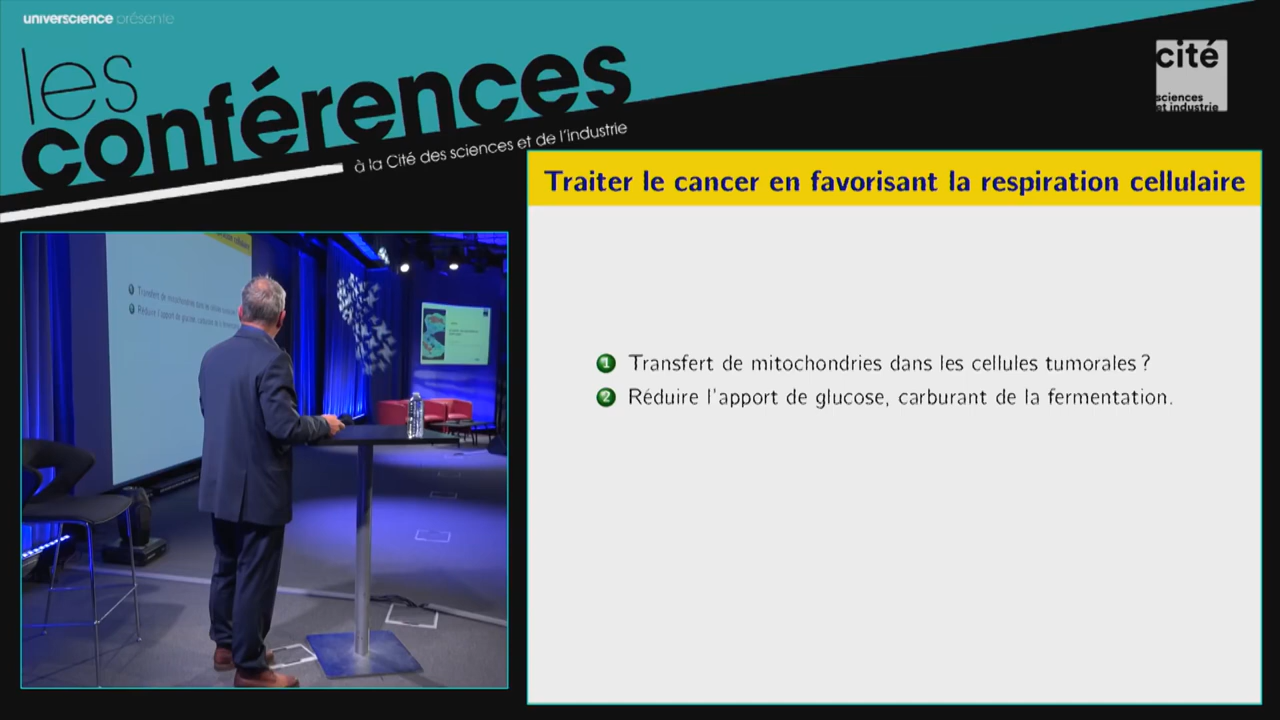 universcience présente
les
conférences
à la Cité des sciences et de l'industrie
cité
sciences
et industrie
Traiter le cancer en favorisant la respiration cellulaire
1 Transfert de mitochondries dans les cellules tumorales ?
2 Réduire l'apport de glucose, carburant de la fermentation.